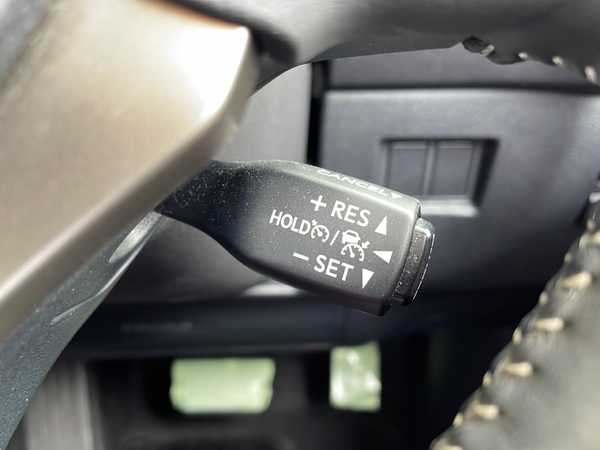 CANCEL
+ RES ▲
HOLD / ◀
− SET ▼